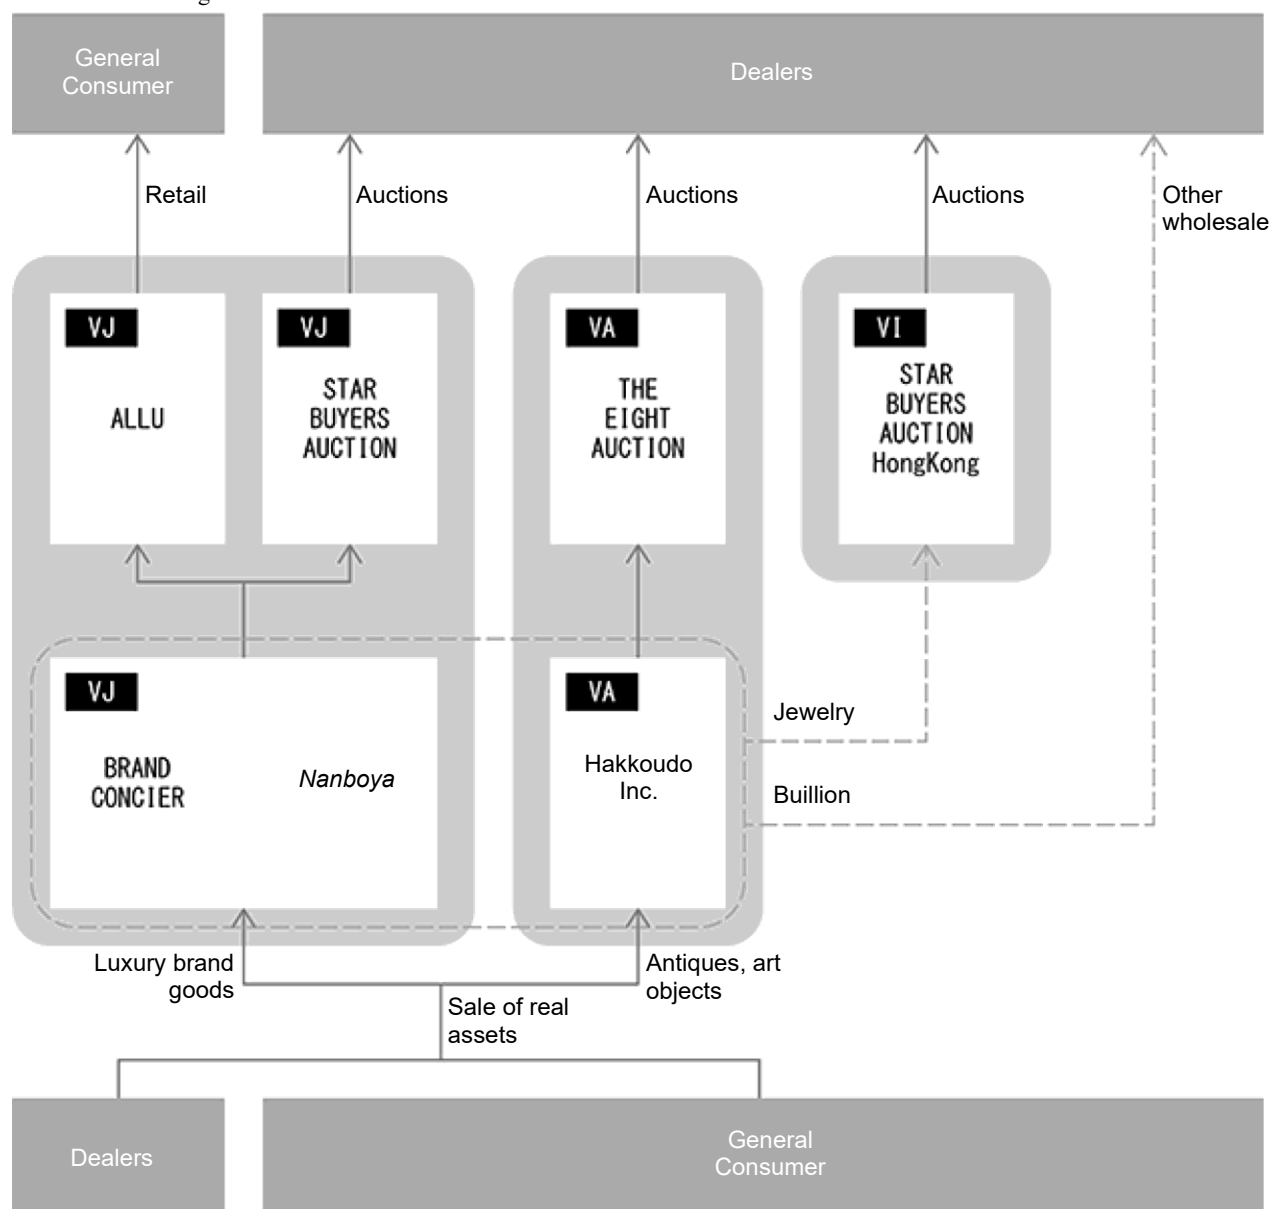 General
Consumer
Dealers
Retail
Auctions
Auctions
Auctions
Other
wholesale
VJ
ALLU
VJ
STAR
BUYERS
AUCTION
VA
THE
EIGHT
AUCTION
VI
STAR
BUYERS
AUCTION
HongKong
VJ
BRAND
CONCIER
Nanboya
VA
Hakkoudo
Inc.
Jewelry
Buillion
Luxury brand
goods
Antiques, art
objects
Sale of real
assets
Dealers
General
Consumer